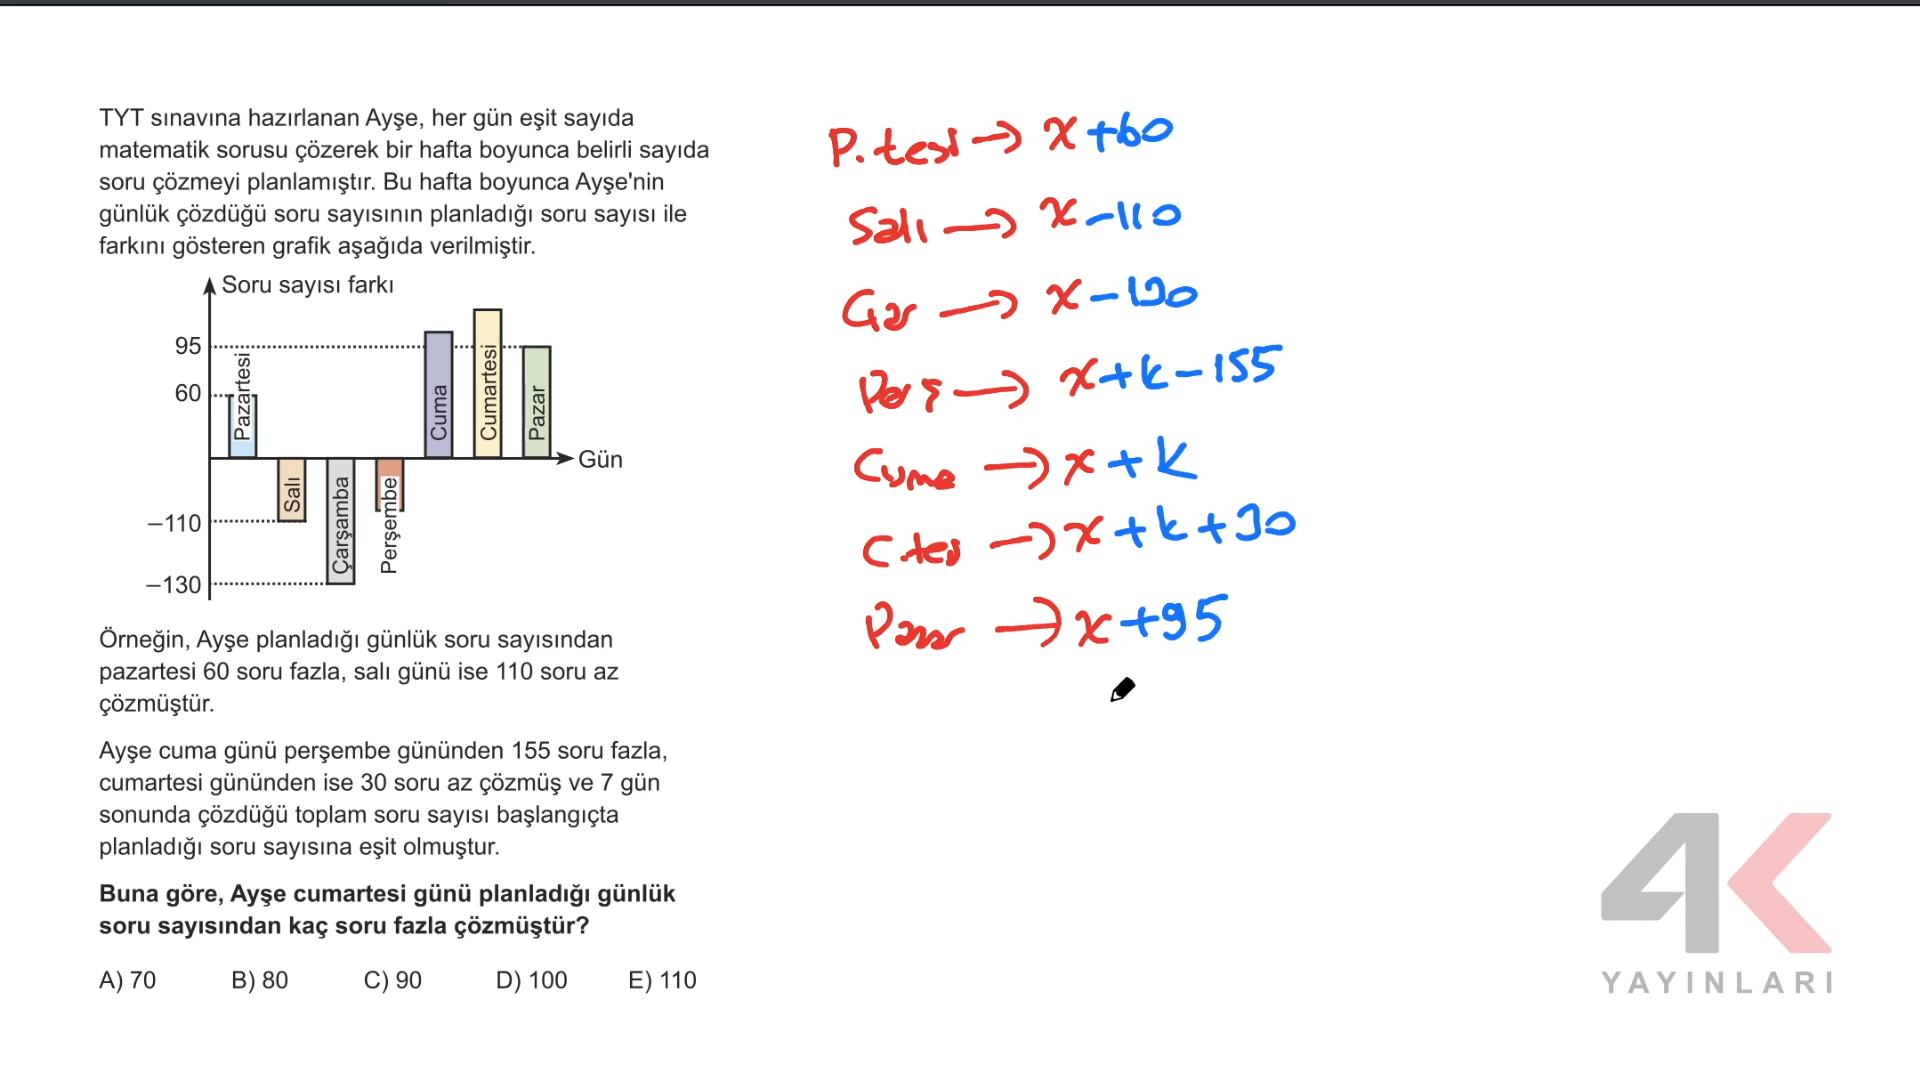 TYT sınavına hazırlanan Ayşe, her gün eşit sayıda
matematik sorusu çözerek bir hafta boyunca belirli sayıda
soru çözmeyi planlamıştır. Bu hafta boyunca Ayşe'nin
günlük çözdüğü soru sayısının planladığı soru sayısı ile
farkını gösteren grafik aşağıda verilmiştir.
Soru sayısı farkı
95
60
−110
−130
Pazartesi
Salı
Çarşamba
Perşembe
Cuma
Cumartesi
Pazar
Gün
Örneğin, Ayşe planladığı günlük soru sayısından
pazartesi 60 soru fazla, salı günü ise 110 soru az
çözmüştür.
Ayşe cuma günü perşembe gününden 155 soru fazla,
cumartesi gününden ise 30 soru az çözmüş ve 7 gün
sonunda çözdüğü toplam soru sayısı başlangıçta
planladığı soru sayısına eşit olmuştur.
Buna göre, Ayşe cumartesi günü planladığı günlük
soru sayısından kaç soru fazla çözmüştür?
A) 70 B) 80 C) 90 D) 100 E) 110
P.tesi → x+60
Salı → x-110
Çar → x-130
Perş → x+k-155
Cuma → x+k
C.tesi → x+k+30
Pazar → x+95
4K
YAYINLARI